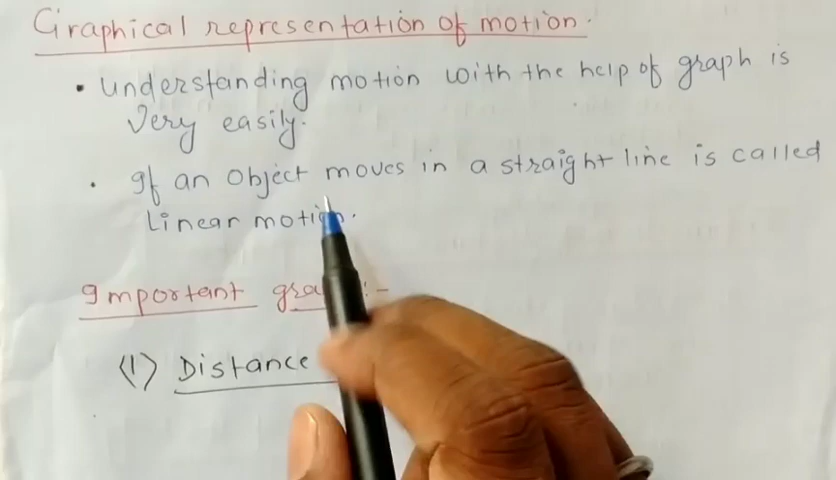 Graphical representation of motion.
• Understanding motion with the help of graph is
Very easily.
• If an object moves in a straight line is called
Linear motion.
Important :-
(1) Distance